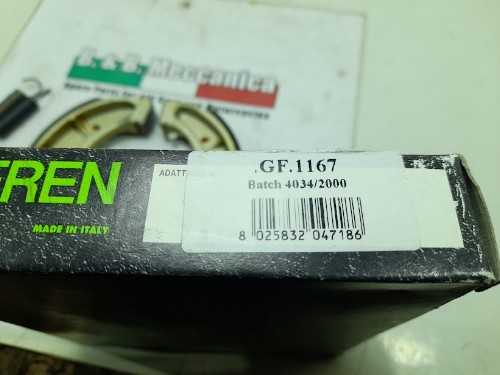 Meccanica
FREN
MADE IN ITALY
ADATT
.GF.1167
Batch 4034/2000
8 025832 047186